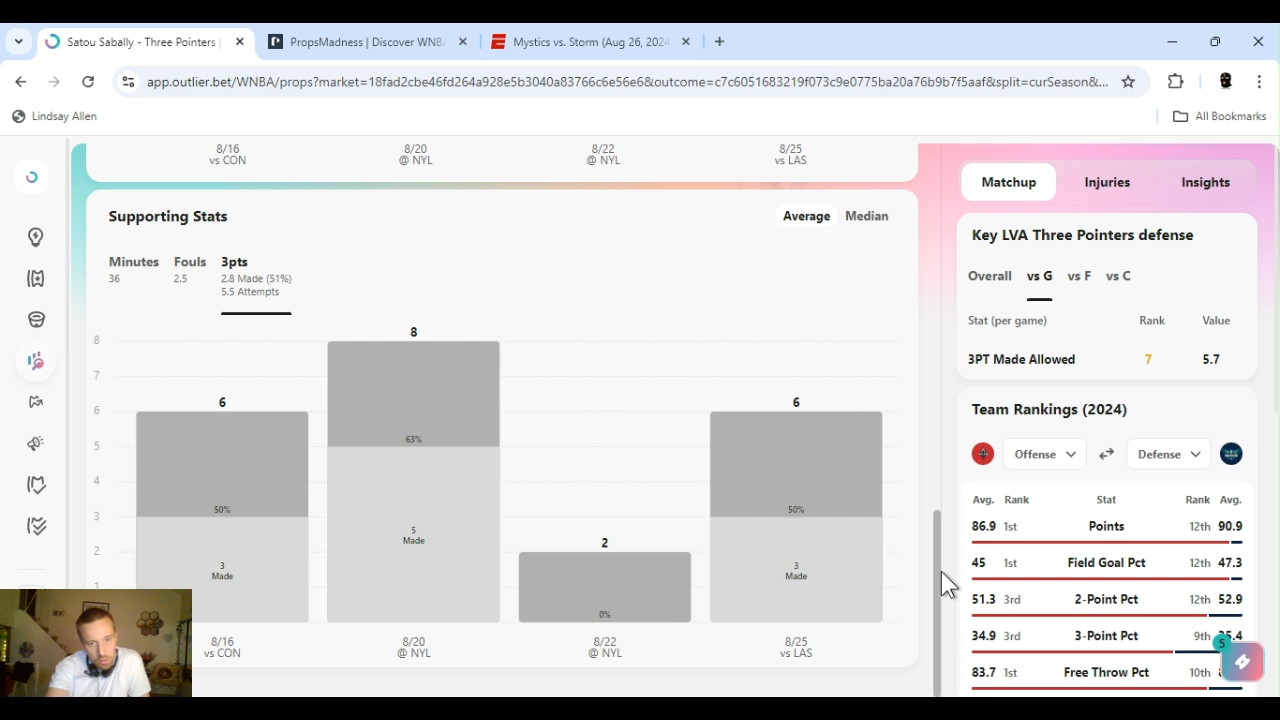 Satou Sabally - Three Pointers |
PropsMadness | Discover WNB
Mystics vs. Storm (Aug 26, 2024
app.outlier.bet/WNBA/props?market=18fad2cbe46fd264a928e5b3040a83766c6e56e6&outcome=c7c6051683219f073c9e0775ba20a76b9b7f5aaf&split=curSeason&...
Lindsay Allen
All Bookmarks
8/16 8/20 8/22 8/25
vs CON @ NYL @ NYL vs LAS
Supporting Stats
Average Median
Minutes Fouls 3pts
36 2.5 2.8 Made (51%)
5.5 Attempts
8
7
6
5
4
3
2
1
6
50%
3
Made
8
63%
5
Made
2
0%
6
50%
3
Made
8/16 8/20 8/22 8/25
vs CON @ NYL @ NYL vs LAS
Matchup Injuries Insights
Key LVA Three Pointers defense
Overall vs G vs F vs C
Stat (per game) Rank Value
3PT Made Allowed 7 5.7
Team Rankings (2024)
Offense Defense
Avg. Rank Stat Rank Avg.
86.9 1st Points 12th 90.9
45 1st Field Goal Pct 12th 47.3
51.3 3rd 2-Point Pct 12th 52.9
34.9 3rd 3-Point Pct 9th
5
83.7 1st Free Throw Pct 10th